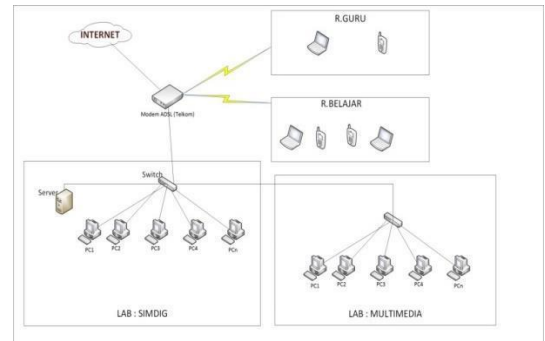 R.GURU
INTERNET
Modem ADSL (Telkom)
R.BELAJAR
Switch
Server
PC1 PC2 PC3 PC4 PCn
LAB : SIMDIG
PC1 PC2 PC3 PC4 PCn
LAB : MULTIMEDIA